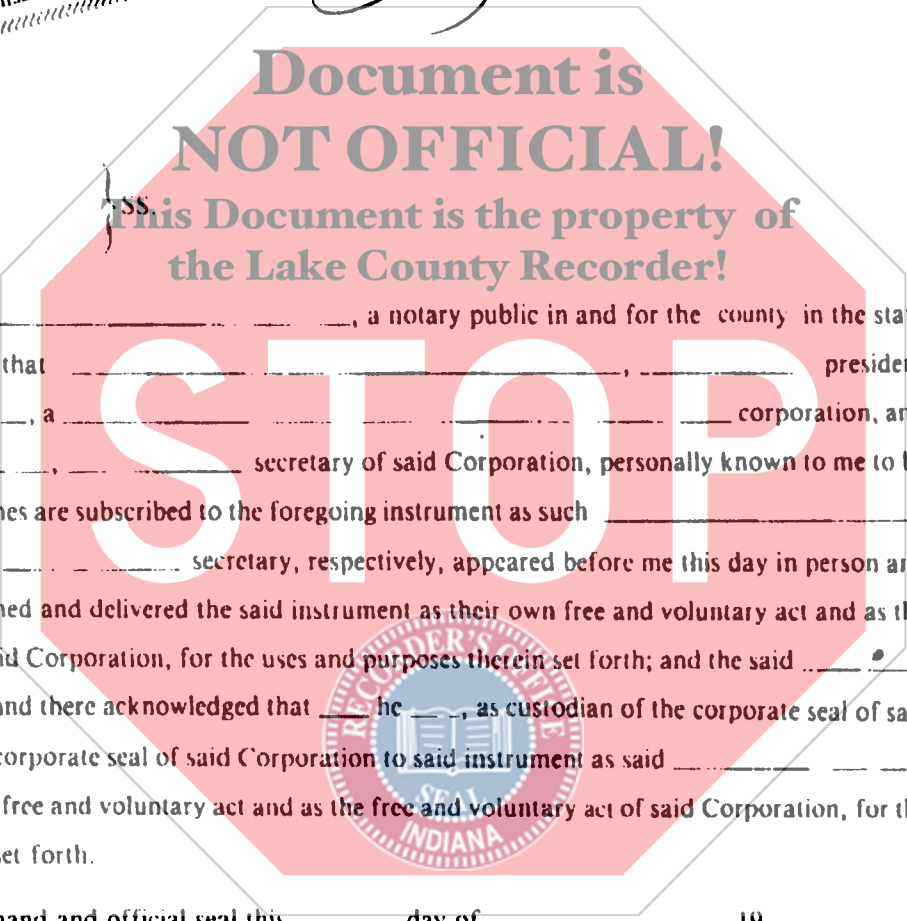 Document is
NOT OFFICIAL!
SS.
This Document is the property of
the Lake County Recorder!
, a notary public in and for the county in the sta
that , presider
, a corporation, ar
, secretary of said Corporation, personally known to me to b
nes are subscribed to the foregoing instrument as such
secretary, respectively, appeared before me this day in person ar
ned and delivered the said instrument as their own free and voluntary act and as th
id Corporation, for the uses and purposes therein set forth; and the said
and there acknowledged that he , as custodian of the corporate seal of sa
corporate seal of said Corporation to said instrument as said
free and voluntary act and as the free and voluntary act of said Corporation, for th
et forth.
hand and official seal this day of 19
STOP
RECORDER'S OFFICE
SEAL
INDIANA